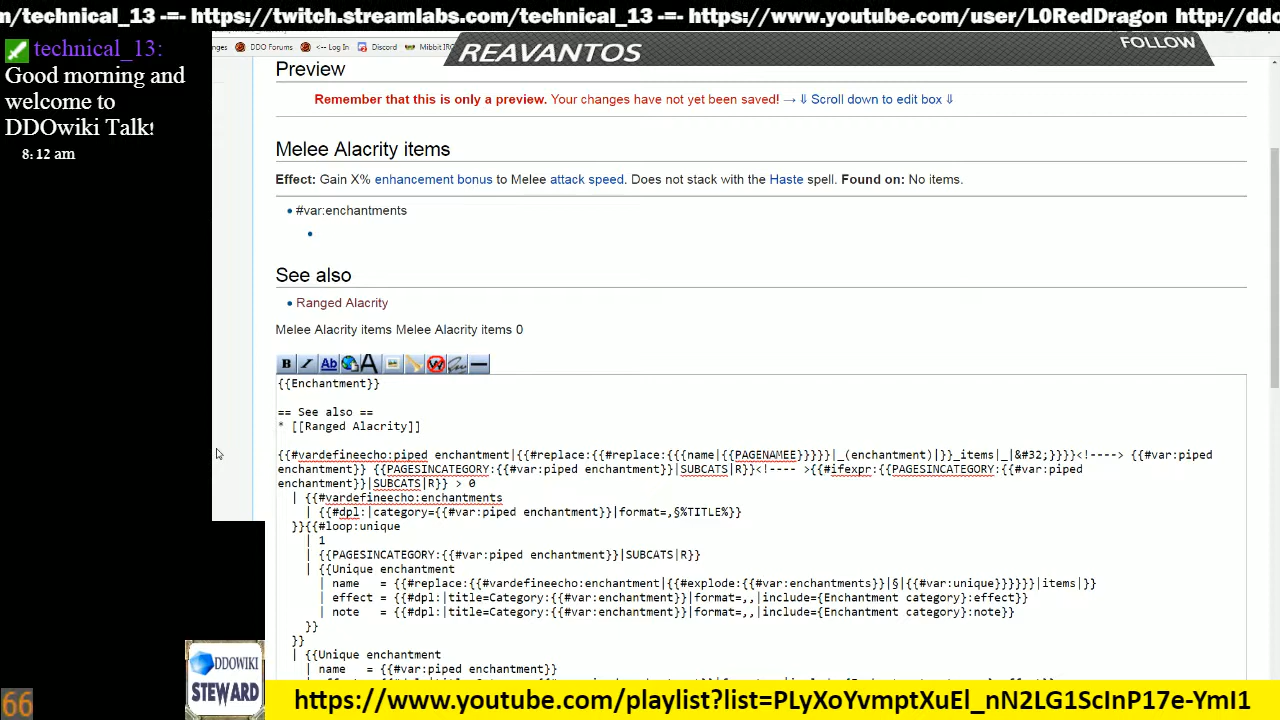 /technical_13 -=- https://twitch.streamlabs.com/technical_13 -=- https://www.youtube.com/user/L0RedDragon http://ddo
technical_13:
Good morning and
welcome to
DDOwiki Talk!
8:12 am
DDO Forums
<-- Log In
Discord
Mibbit IRC
REAVANTOS
FOLLOW
Preview
Remember that this is only a preview. Your changes have not yet been saved! → ⇓ Scroll down to edit box ⇓
Melee Alacrity items
Effect: Gain X% enhancement bonus to Melee attack speed. Does not stack with the Haste spell. Found on: No items.
• #var:enchantments
•
See also
• Ranged Alacrity
Melee Alacrity items Melee Alacrity items 0
B I Ab A W
{{Enchantment}}
== See also ==
* [[Ranged Alacrity]]
{{#vardefineecho:piped enchantment|{{#replace:{{#replace:{{{name|{{PAGENAMEE}}}}}|_(enchantment)|}}_items|_|&#32;}}}}<!----> {{#var:piped
enchantment}} {{PAGESINCATEGORY:{{#var:piped enchantment}}|SUBCATS|R}}<!---- >{{#ifexpr:{{PAGESINCATEGORY:{{#var:piped
enchantment}}|SUBCATS|R}} > 0
| {{#vardefineecho:enchantments
| {{#dpl:|category={{#var:piped enchantment}}|format=,§%TITLE%}}
}}{{#loop:unique
| 1
| {{PAGESINCATEGORY:{{#var:piped enchantment}}|SUBCATS|R}}
| {{Unique enchantment
| name = {{#replace:{{#vardefineecho:enchantment|{{#explode:{{#var:enchantments}}|§|{{#var:unique}}}}}}|items|}}
| effect = {{#dpl:|title=Category:{{#var:enchantment}}|format=,,|include={Enchantment category}:effect}}
| note = {{#dpl:|title=Category:{{#var:enchantment}}|format=,,|include={Enchantment category}:note}}
}}
}}
| {{Unique enchantment
| name = {{#var:piped enchantment}}
DDOWIKI
STEWARD
66
https://www.youtube.com/playlist?list=PLyXoYvmptXuEl_nN2LG1ScInP17e-YmI1